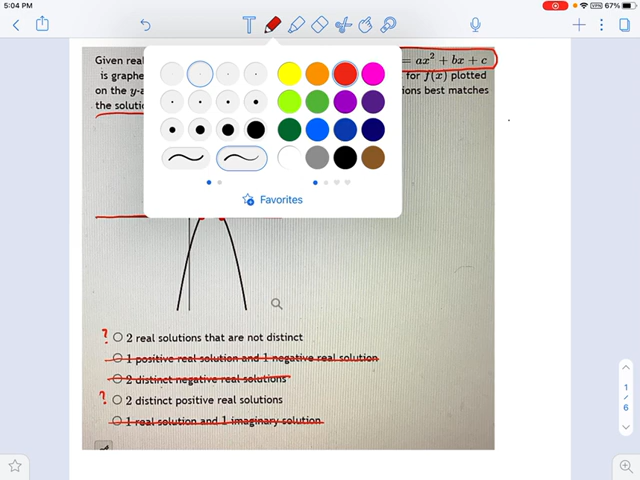 5:04 PM
VPN 67%
T
Given real
= ax² + bx + c
is graphe
for f(x) plotted
on the y-a
ions best matches
the solutio
Favorites
? 2 real solutions that are not distinct
1 positive real solution and 1 negative real solution
2 distinct negative real solutions
? 2 distinct positive real solutions
1 real solution and 1 imaginary solution
1
/
6